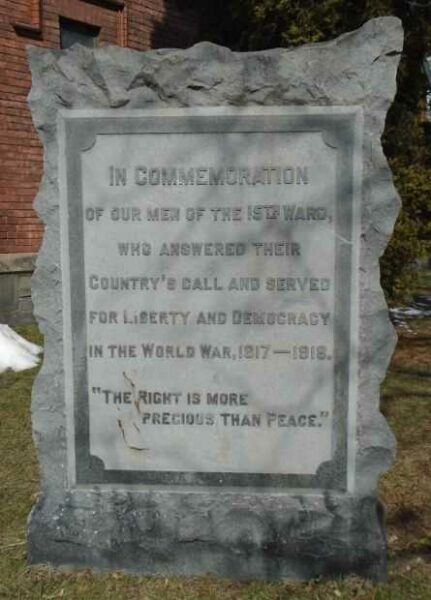 In Commemoration
of our men of the 15th Ward,
who answered their
Country's call and served
for Liberty and Democracy
in the World War, 1917—1918.
"The Right is more
precious than Peace."